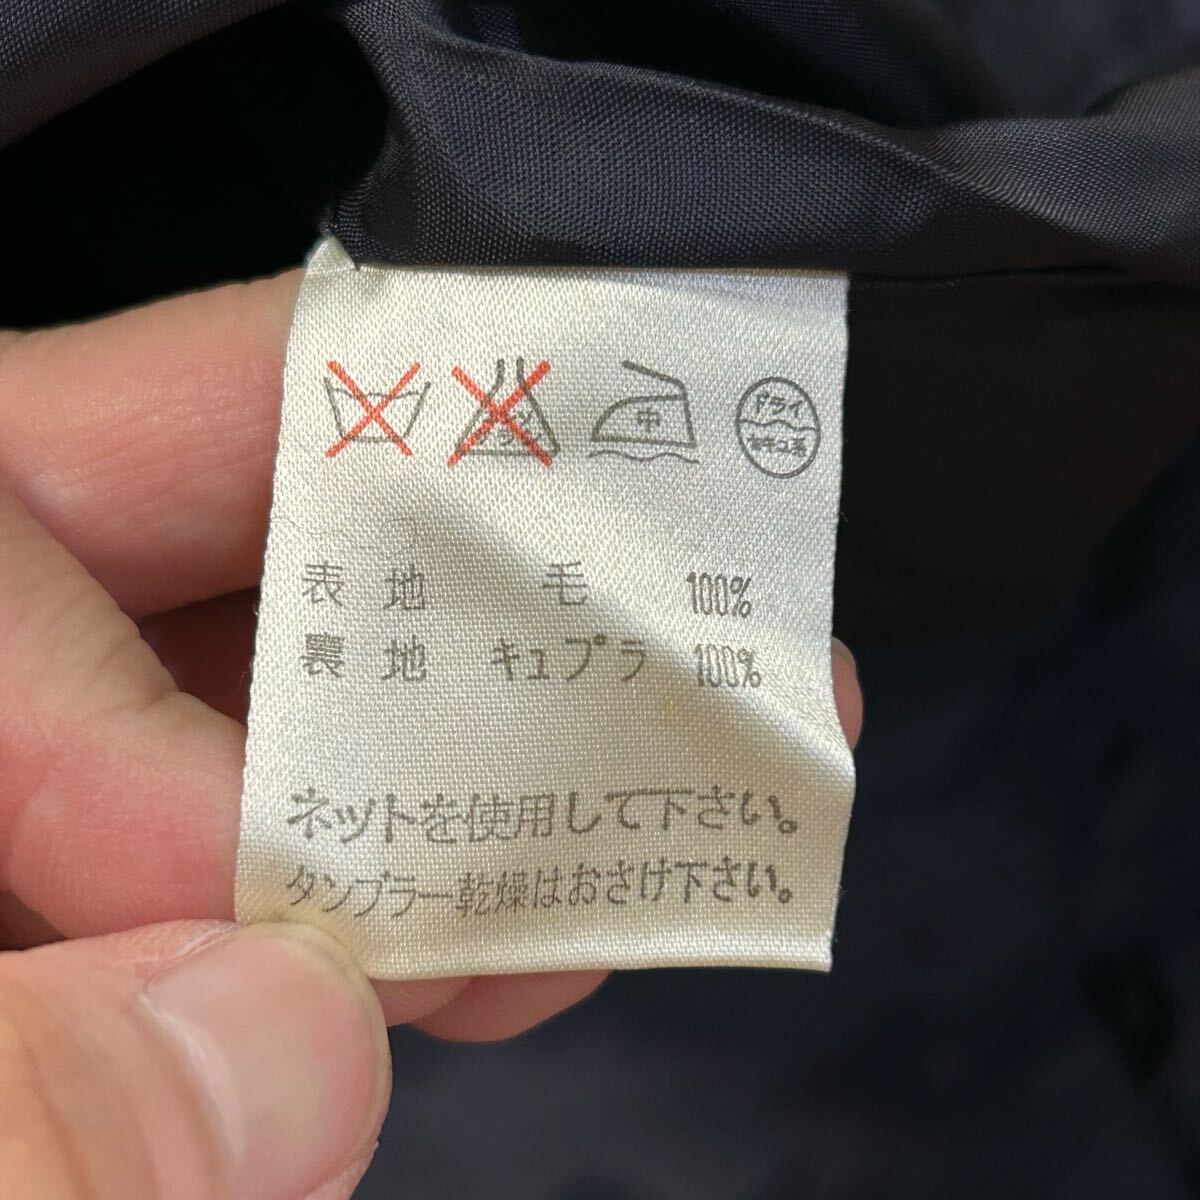 中
ドライ
セキユ系
表地 毛 100%
裏地 キュプラ 100%
ネットを使用して下さい。
タンブラー乾燥はおさけ下さい。